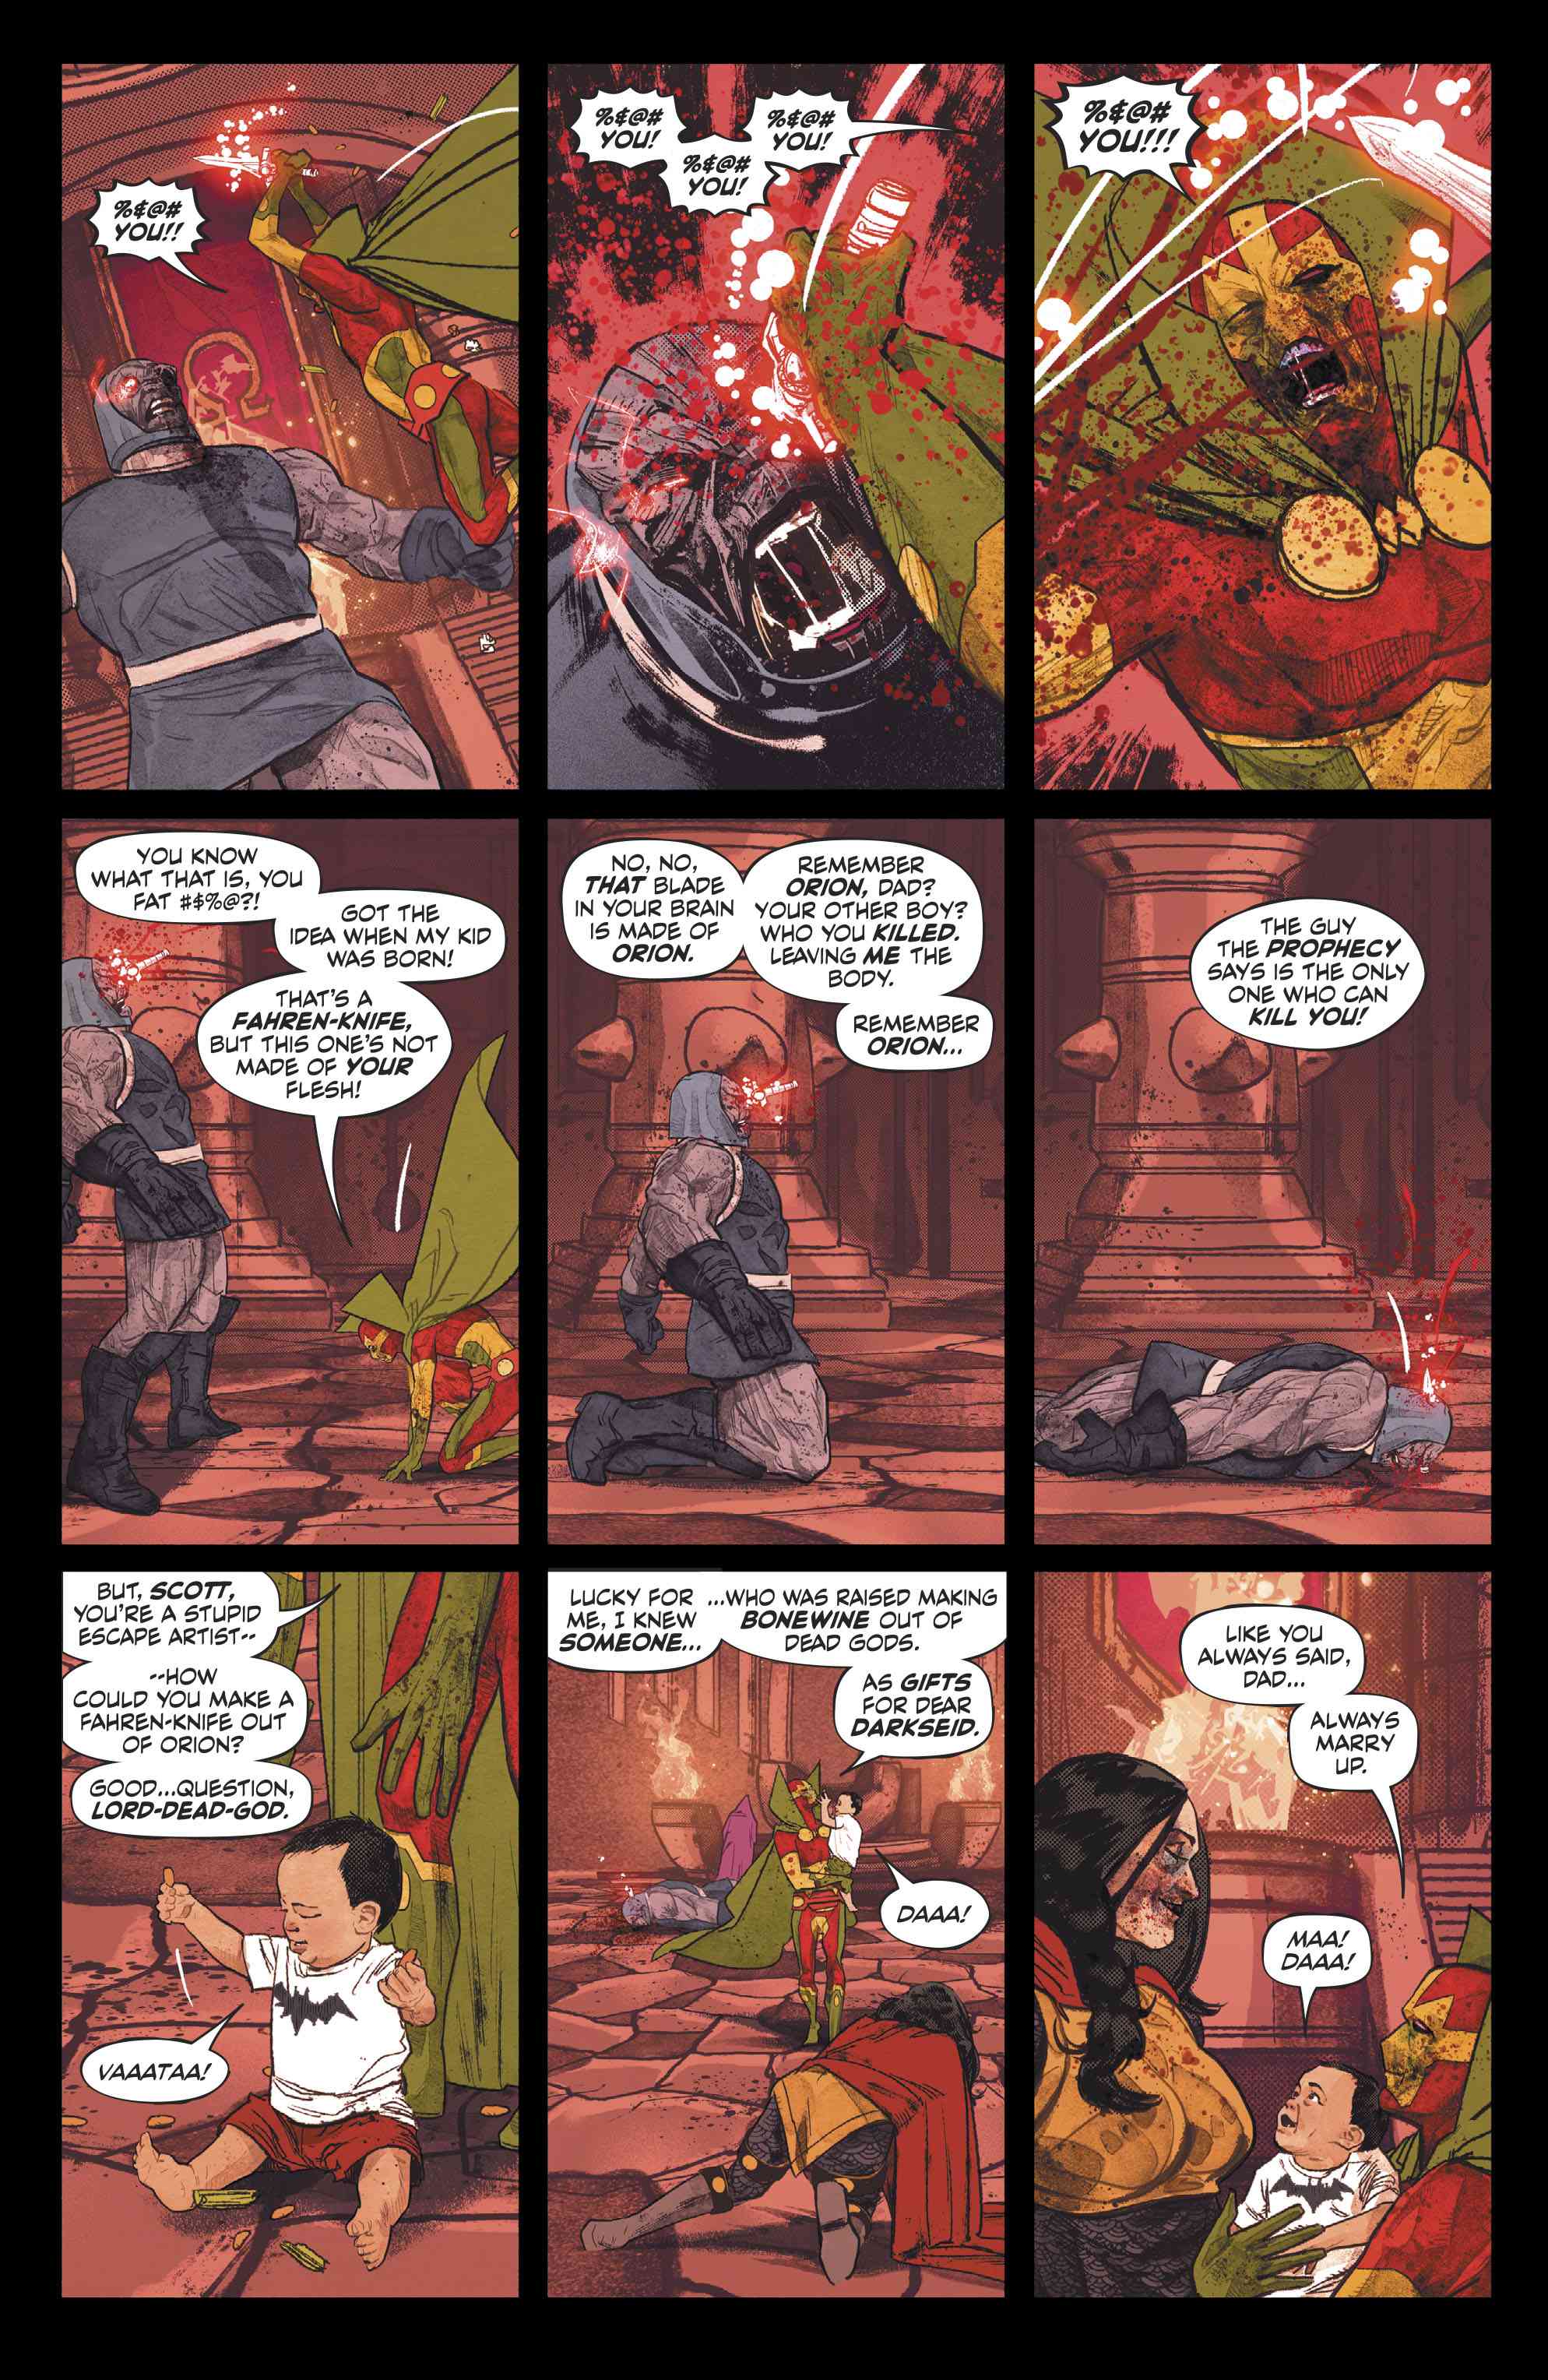 %&@#
YOU!!
%&@#
YOU!
%&@#
YOU!
%&@#
YOU!
%&@#
YOU!!!
YOU KNOW
WHAT THAT IS, YOU
FAT #$%@?!
GOT THE
IDEA WHEN MY KID
WAS BORN!
THAT'S A
FAHREN-KNIFE,
BUT THIS ONE'S NOT
MADE OF YOUR
FLESH!
NO, NO,
THAT BLADE
IN YOUR BRAIN
IS MADE OF
ORION.
REMEMBER
ORION, DAD?
YOUR OTHER BOY?
WHO YOU KILLED.
LEAVING ME THE
BODY.
REMEMBER
ORION...
THE GUY
THE PROPHECY
SAYS IS THE ONLY
ONE WHO CAN
KILL YOU!
BUT, SCOTT,
YOU'RE A STUPID
ESCAPE ARTIST--
--HOW
COULD YOU MAKE A
FAHREN-KNIFE OUT
OF ORION?
GOOD...QUESTION,
LORD-DEAD-GOD.
VAAATAA!
LUCKY FOR
ME, I KNEW
SOMEONE...
...WHO WAS RAISED MAKING
BONEWINE OUT OF
DEAD GODS.
AS GIFTS
FOR DEAR
DARKSEID.
DAAA!
LIKE YOU
ALWAYS SAID,
DAD...
ALWAYS
MARRY
UP.
MAA!
DAAA!